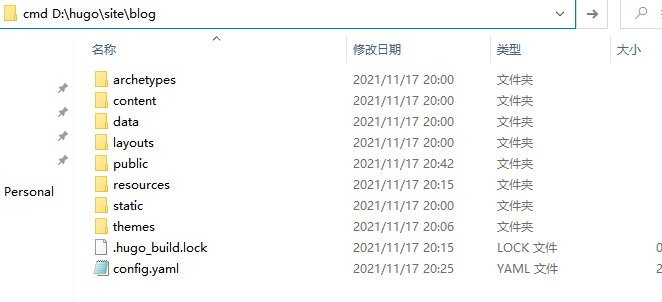 cmd D:\hugo\site\blog
名称 修改日期 类型 大小
archetypes 2021/11/17 20:00 文件夹
content 2021/11/17 20:00 文件夹
data 2021/11/17 20:00 文件夹
layouts 2021/11/17 20:00 文件夹
public 2021/11/17 20:42 文件夹
Personal
resources 2021/11/17 20:15 文件夹
static 2021/11/17 20:00 文件夹
themes 2021/11/17 20:06 文件夹
.hugo_build.lock 2021/11/17 20:15 LOCK 文件 0
config.yaml 2021/11/17 20:25 YAML 文件 2